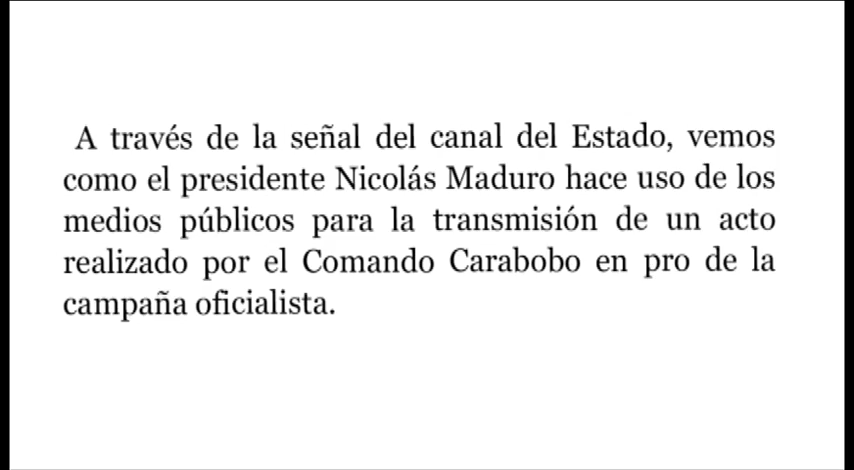 A través de la señal del canal del Estado, vemos
como el presidente Nicolás Maduro hace uso de los
medios públicos para la transmisión de un acto
realizado por el Comando Carabobo en pro de la
campaña oficialista.